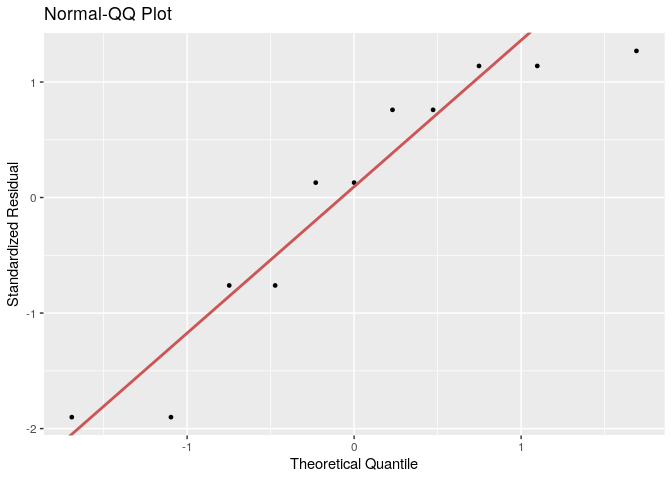 Normal-QQ Plot
Standardized Residual
1
0
-1
-2
-1
0
1
Theoretical Quantile